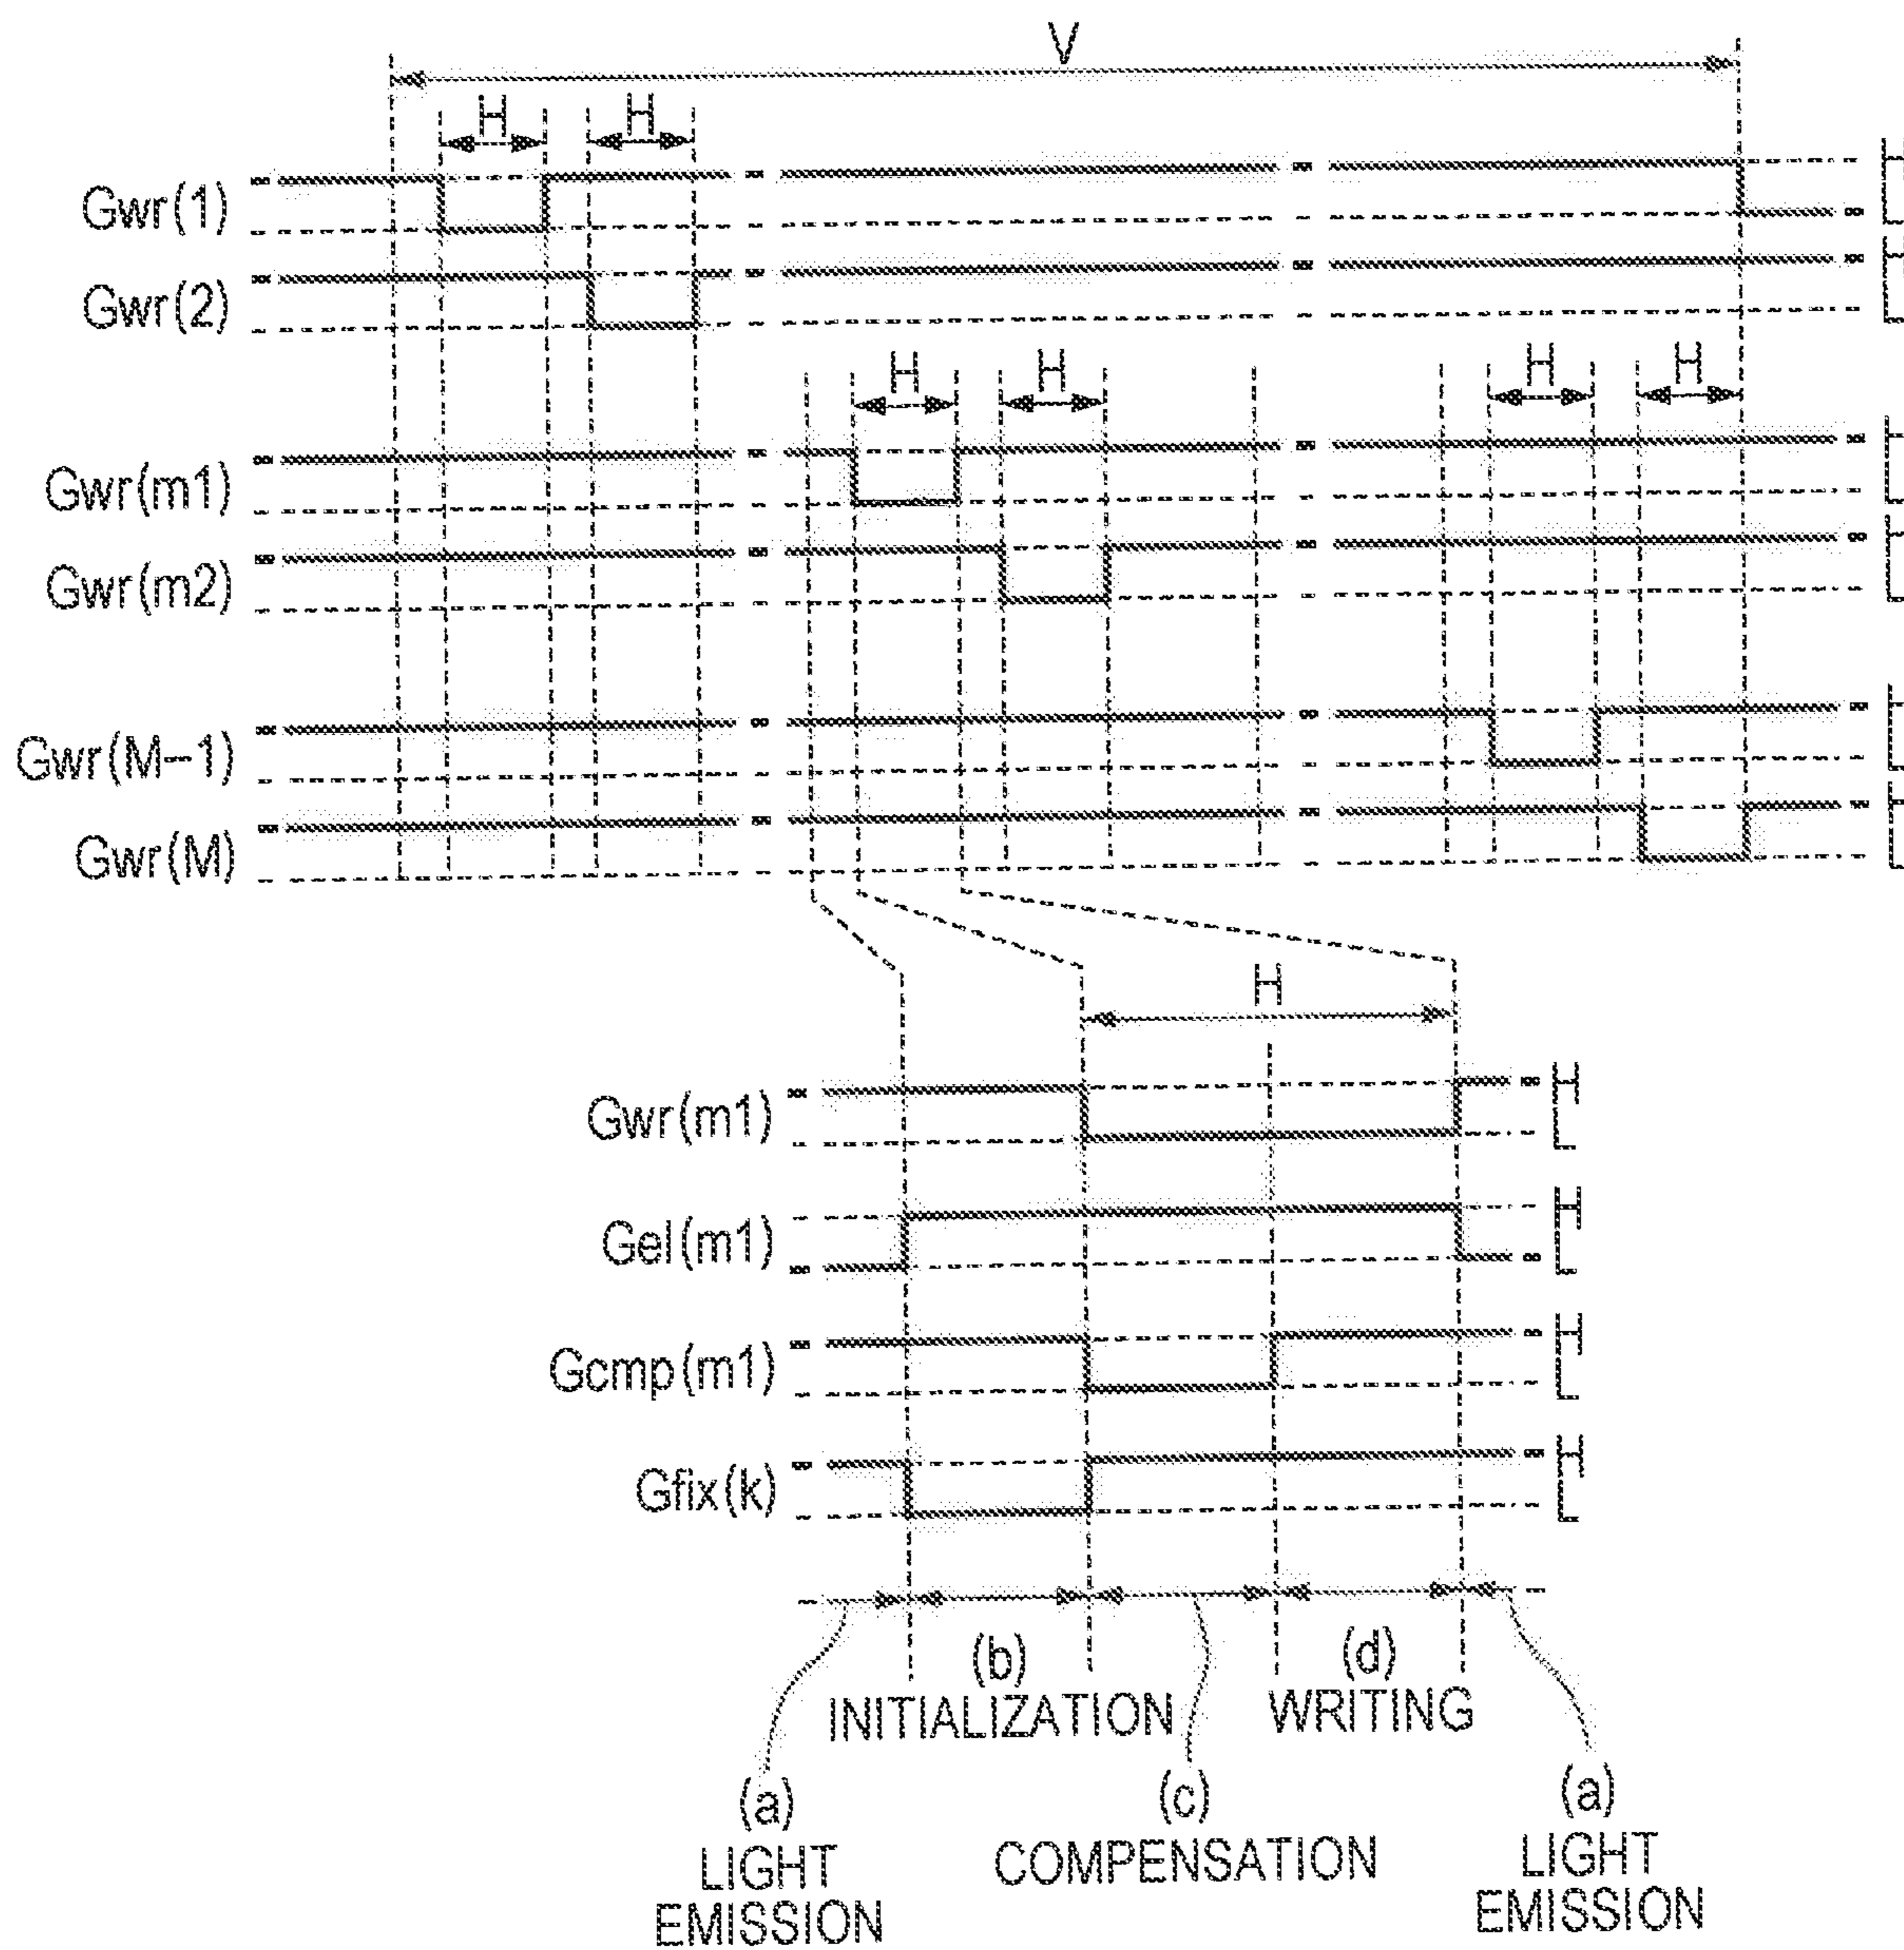 V
H H
Gwr(1) H L
Gwr(2) H L
H H H H
Gwr(m1) H L
Gwr(m2) H L
Gwr(M-1) H L
Gwr(M) H L
H
Gwr(m1) H L
Gel(m1) H L
Gcmp(m1) H L
Gfix(k) H L
(b) (d)
INITIALIZATION WRITING
(a) (c) (a)
LIGHT COMPENSATION LIGHT
EMISSION EMISSION